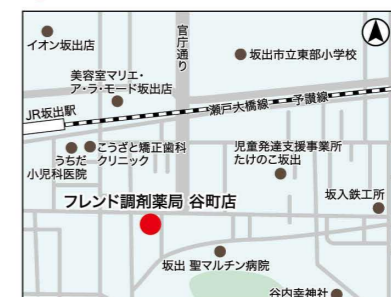 イオン坂出店
官庁通り
坂出市立東部小学校
美容室マリエ・
ア・ラ・モード坂出店
JR坂出駅
瀬戸大橋線
予讃線
こうざと矯正歯科
クリニック
うちだ
小児科医院
児童発達支援事業所
たけのこ坂出
坂入鉄工所
フレンド調剤薬局 谷町店
坂出 聖マルチン病院
谷内幸神社